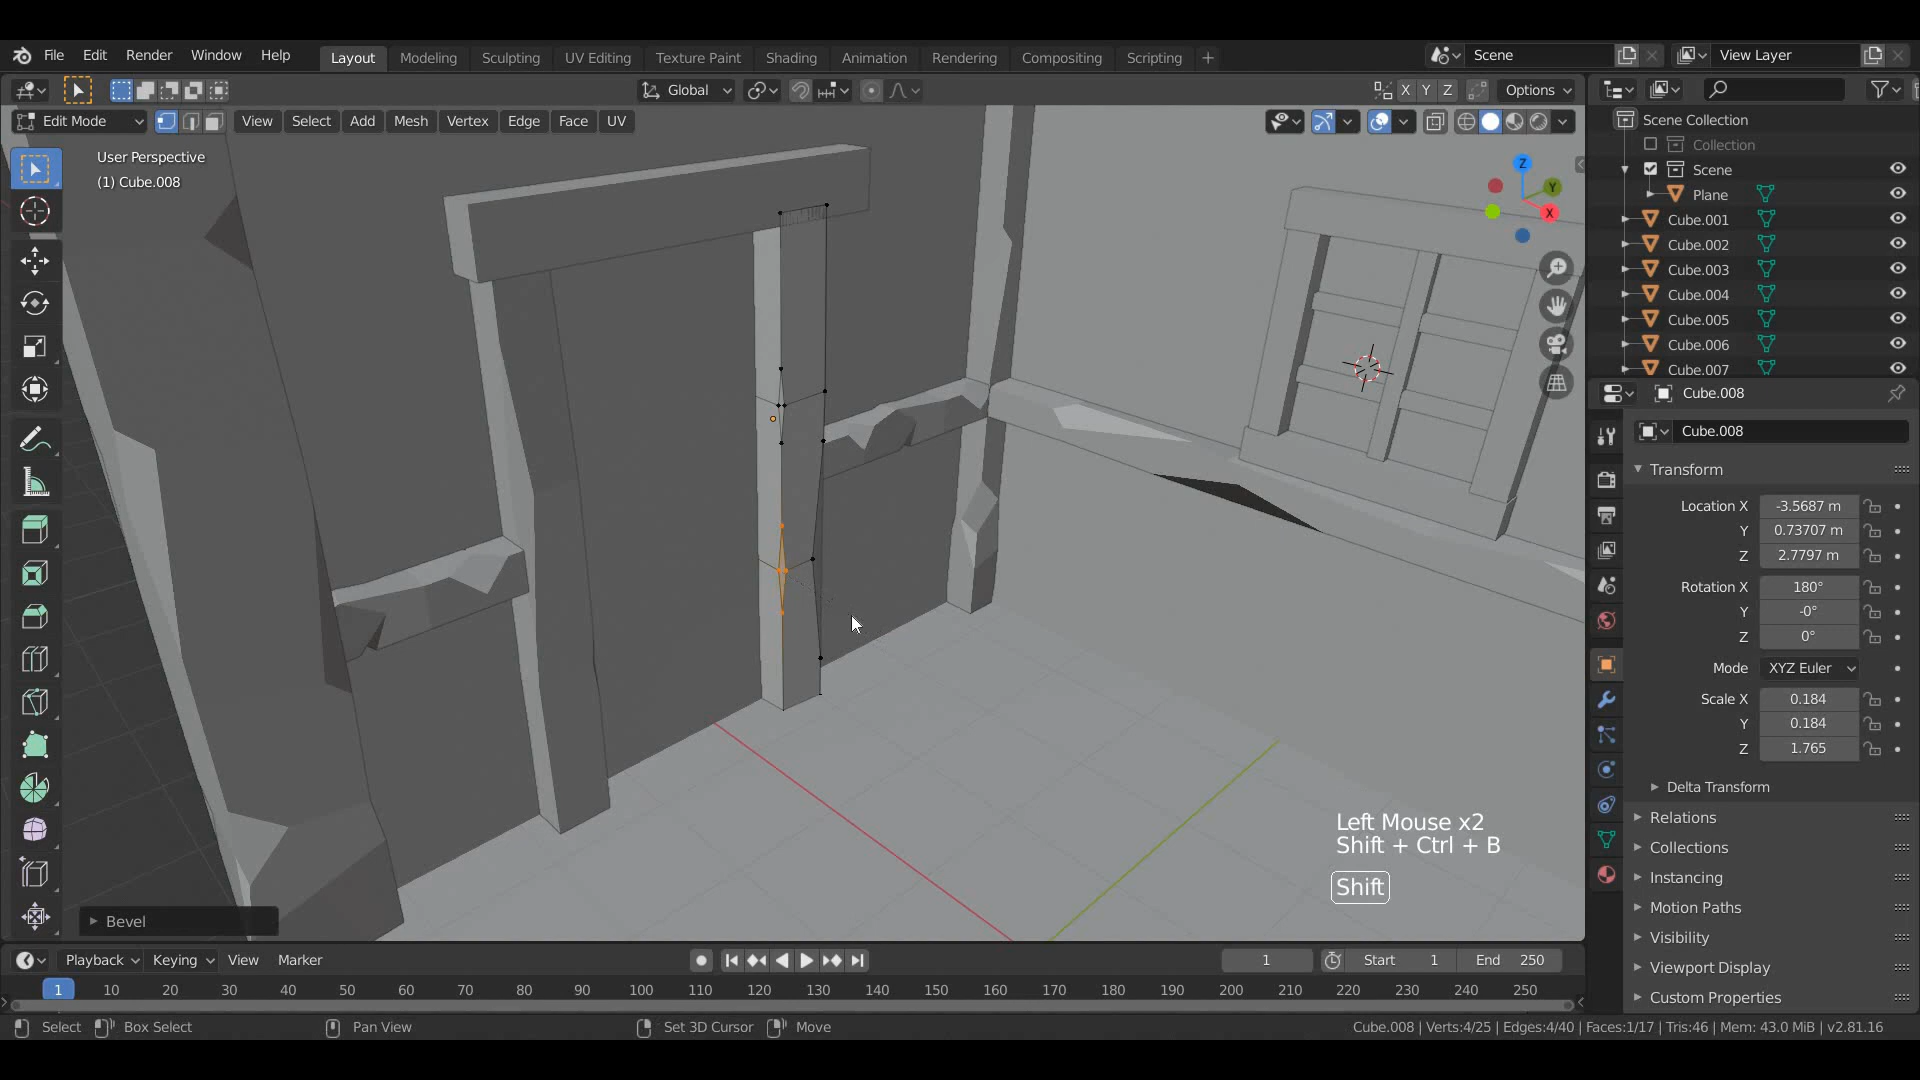 File Edit Render Window Help Layout Modeling Sculpting UV Editing Texture Paint Shading Animation Rendering Compositing Scripting + Scene View Layer
Global X Y Z Options
Edit Mode View Select Add Mesh Vertex Edge Face UV
User Perspective
(1) Cube.008
Z
Y
X
Scene Collection
Collection
Scene
Plane
Cube.001
Cube.002
Cube.003
Cube.004
Cube.005
Cube.006
Cube.007
Cube.008
Cube.008
Transform
Location X -3.5687 m
Y 0.73707 m
Z 2.7797 m
Rotation X 180°
Y -0°
Z 0°
Mode XYZ Euler
Scale X 0.184
Y 0.184
Z 1.765
Delta Transform
Relations
Collections
Instancing
Motion Paths
Visibility
Viewport Display
Custom Properties
Left Mouse x2
Shift + Ctrl + B
Shift
Bevel
Playback Keying View Marker 1 Start 1 End 250
1 10 20 30 40 50 60 70 80 90 100 110 120 130 140 150 160 170 180 190 200 210 220 230 240 250
Select Box Select Pan View Set 3D Cursor Move Cube.008 | Verts:4/25 | Edges:4/40 | Faces:1/17 | Tris:46 | Mem: 43.0 MiB | v2.81.16